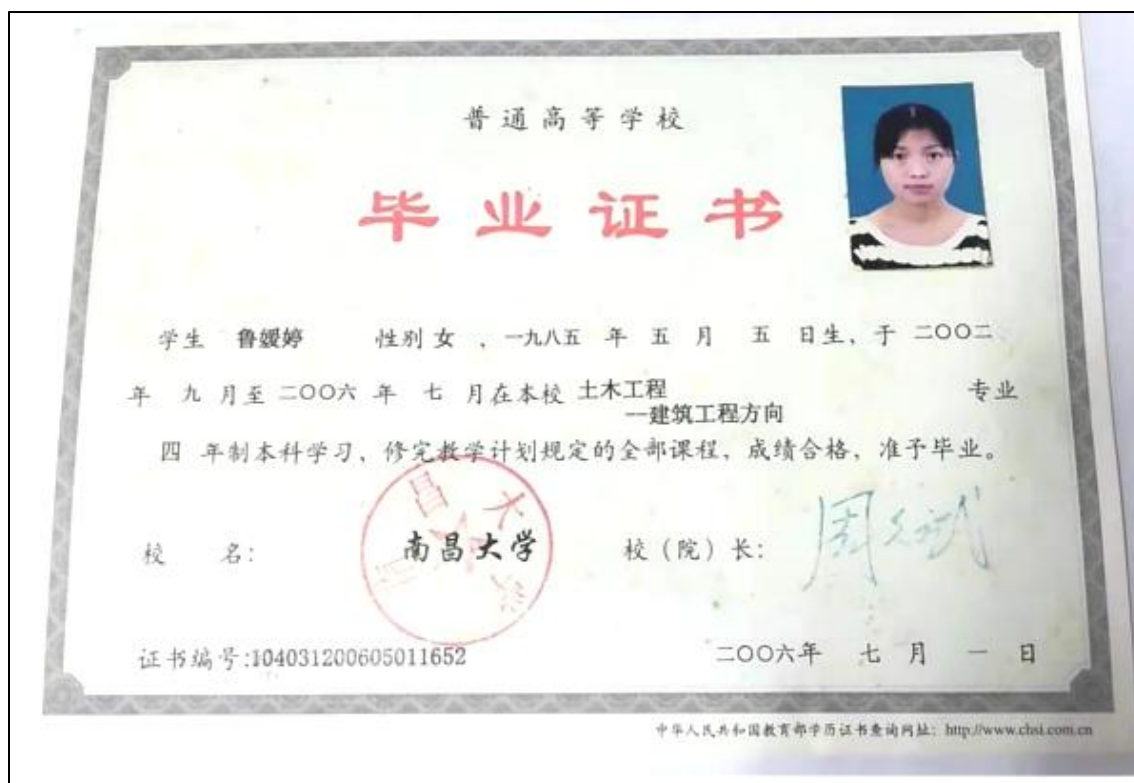 普通高等学校
毕业证书
学生 鲁媛婷 性别 女 、一九八五 年 五 月 五 日生、于 二〇〇二
年 九 月至 二〇〇六 年 七 月在本校 土木工程 专业
--建筑工程方向
四 年制本科学习、修完教学计划规定的全部课程，成绩合格，准予毕业。
校 名： 南昌大学 校（院）长：
证书编号:104031200605011652 二〇〇六年 七 月 一 日
中华人民共和国教育部学历证书查询网址：http://www.chsi.com.cn